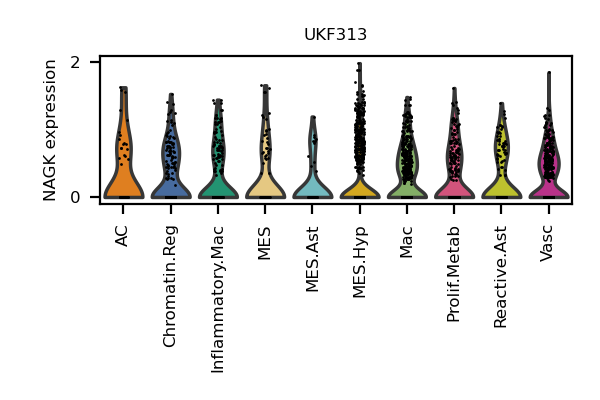 UKF313
NAGK expression
2
0
AC
Chromatin.Reg
Inflammatory.Mac
MES
MES.Ast
MES.Hyp
Mac
Prolif.Metab
Reactive.Ast
Vasc